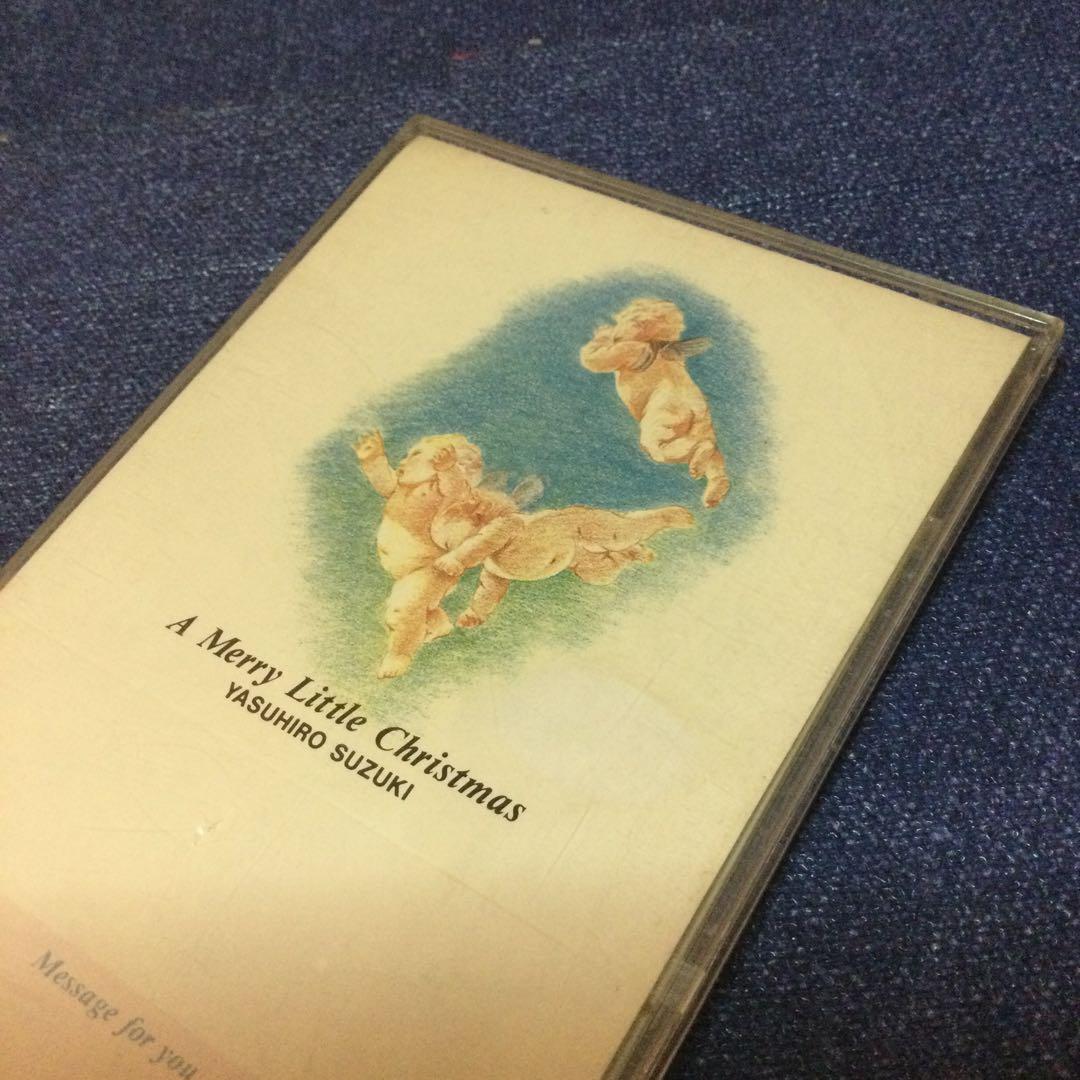 A Merry Little Christmas
YASUHIRO SUZUKI
Message for you